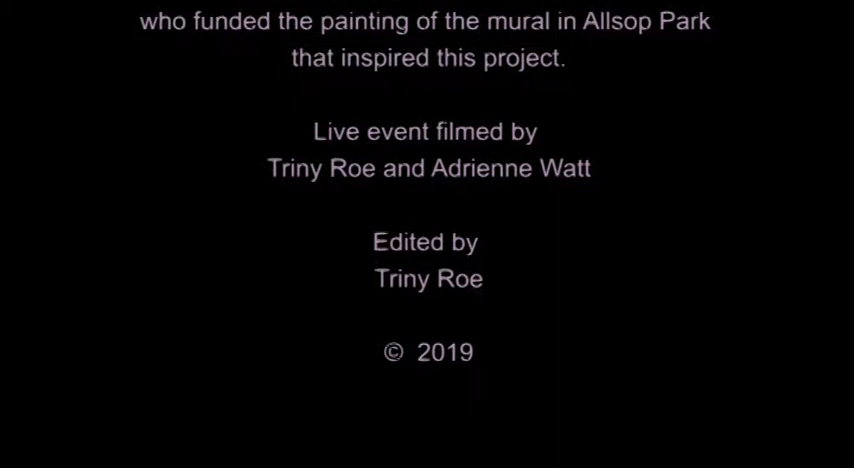 who funded the painting of the mural in Allsop Park
that inspired this project.
Live event filmed by
Triny Roe and Adrienne Watt
Edited by
Triny Roe
© 2019